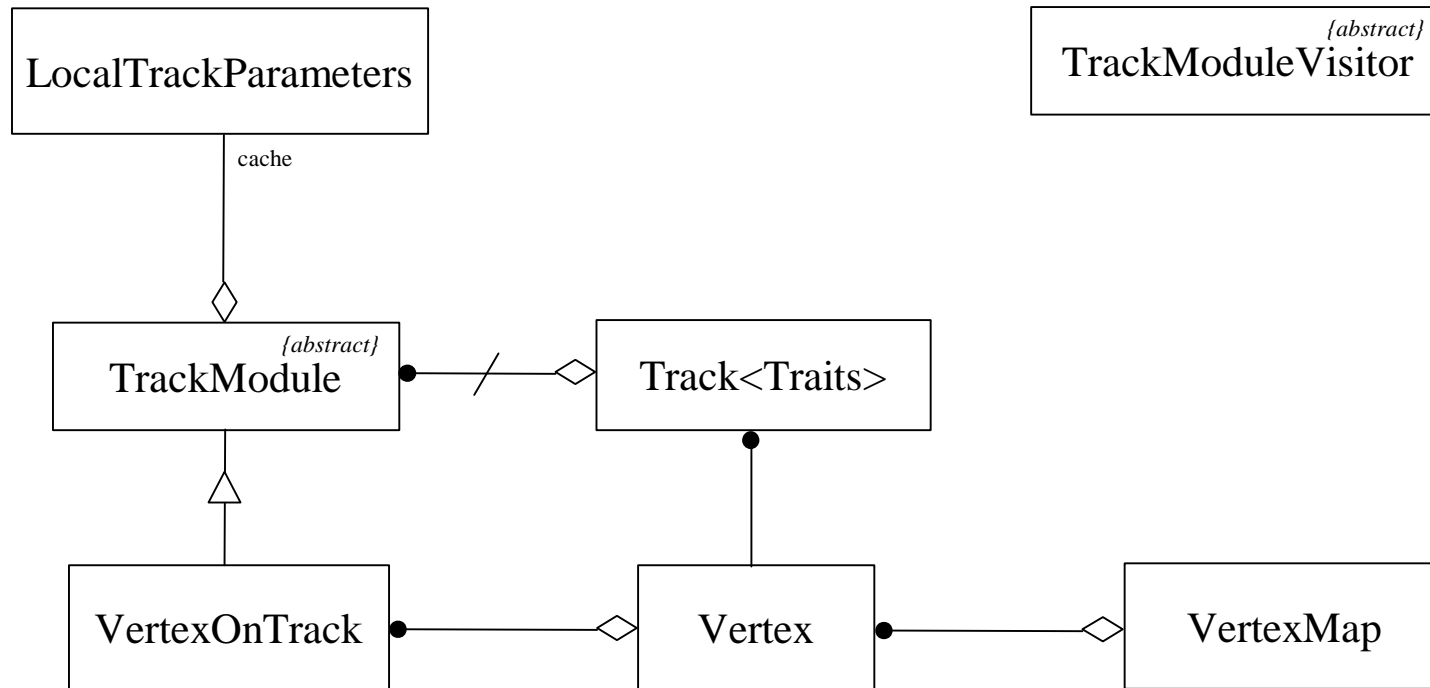 LocalTrackParameters
{abstract}
TrackModuleVisitor
cache
{abstract}
TrackModule
Track<Traits>
VertexOnTrack
Vertex
VertexMap